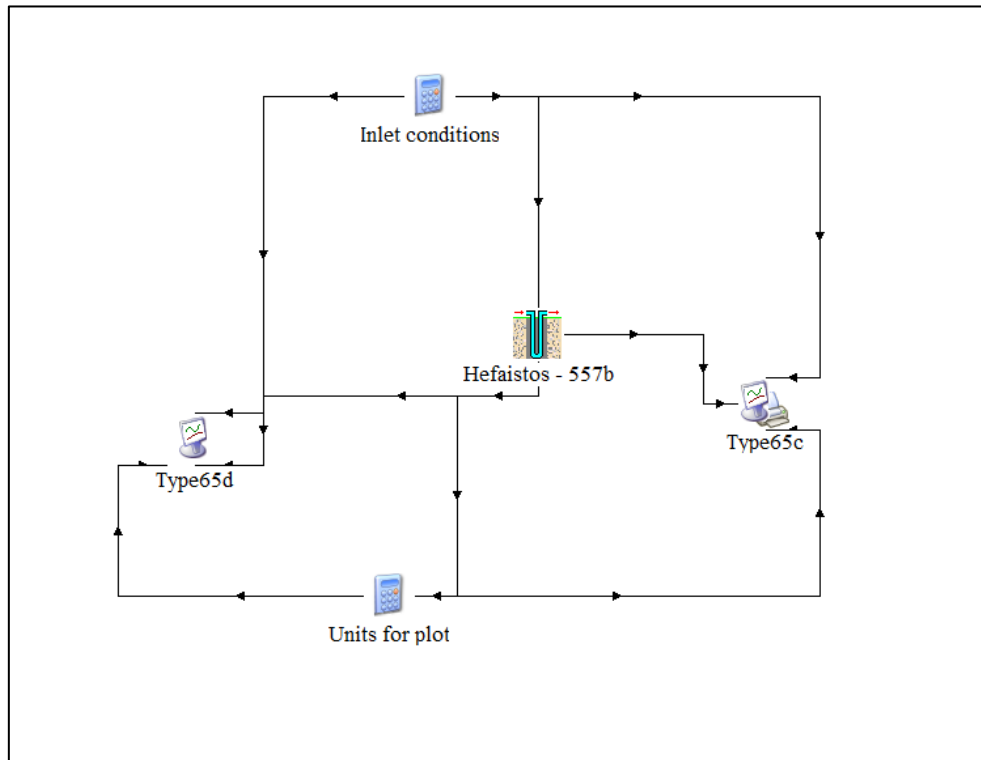 Inlet conditions
Hefaistos - 557b
Type65c
Type65d
Units for plot